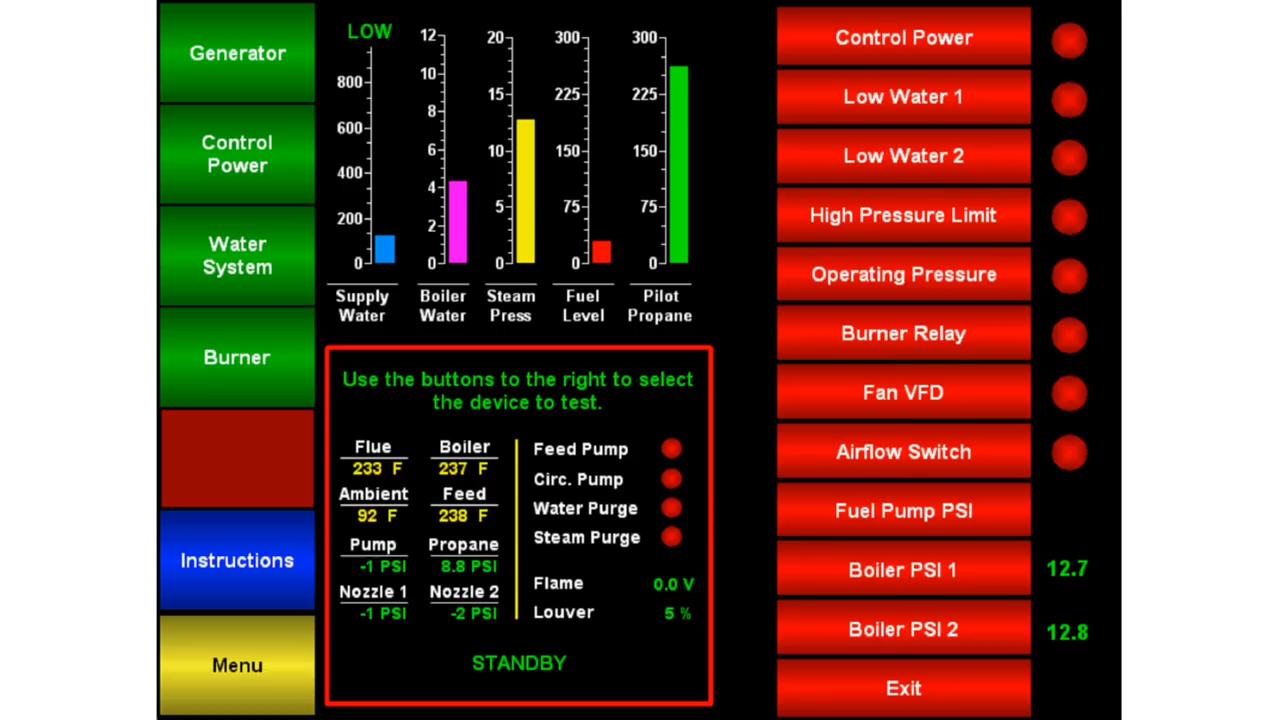 Generator
Control
Power
Water
System
Burner
Instructions
Menu
LOW
800
600
400
200
0
12
10
8
6
4
2
0
20
15
10
5
0
300
225
150
75
0
300
225
150
75
0
Supply
Water
Boiler
Water
Steam
Press
Fuel
Level
Pilot
Propane
Use the buttons to the right to select
the device to test.
Flue
233 F
Boiler
237 F
Ambient
92 F
Feed
238 F
Pump
-1 PSI
Propane
8.8 PSI
Nozzle 1
-1 PSI
Nozzle 2
-2 PSI
Feed Pump
Circ. Pump
Water Purge
Steam Purge
Flame 0.0 V
Louver 5 %
STANDBY
Control Power
Low Water 1
Low Water 2
High Pressure Limit
Operating Pressure
Burner Relay
Fan VFD
Airflow Switch
Fuel Pump PSI
Boiler PSI 1 12.7
Boiler PSI 2 12.8
Exit